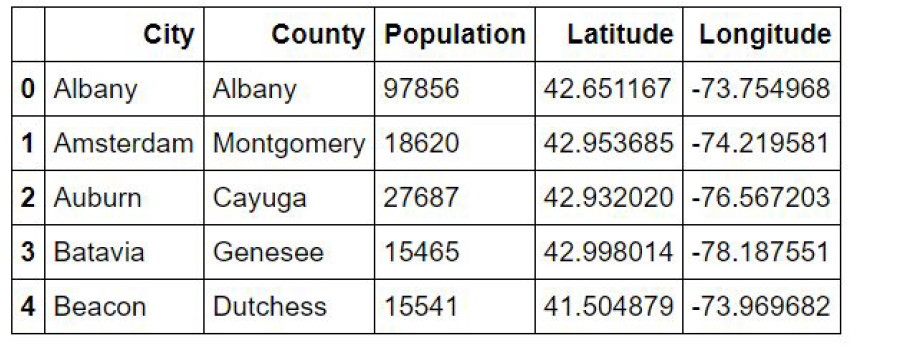 City County Population Latitude Longitude
0 Albany Albany 97856 42.651167 -73.754968
1 Amsterdam Montgomery 18620 42.953685 -74.219581
2 Auburn Cayuga 27687 42.932020 -76.567203
3 Batavia Genesee 15465 42.998014 -78.187551
4 Beacon Dutchess 15541 41.504879 -73.969682